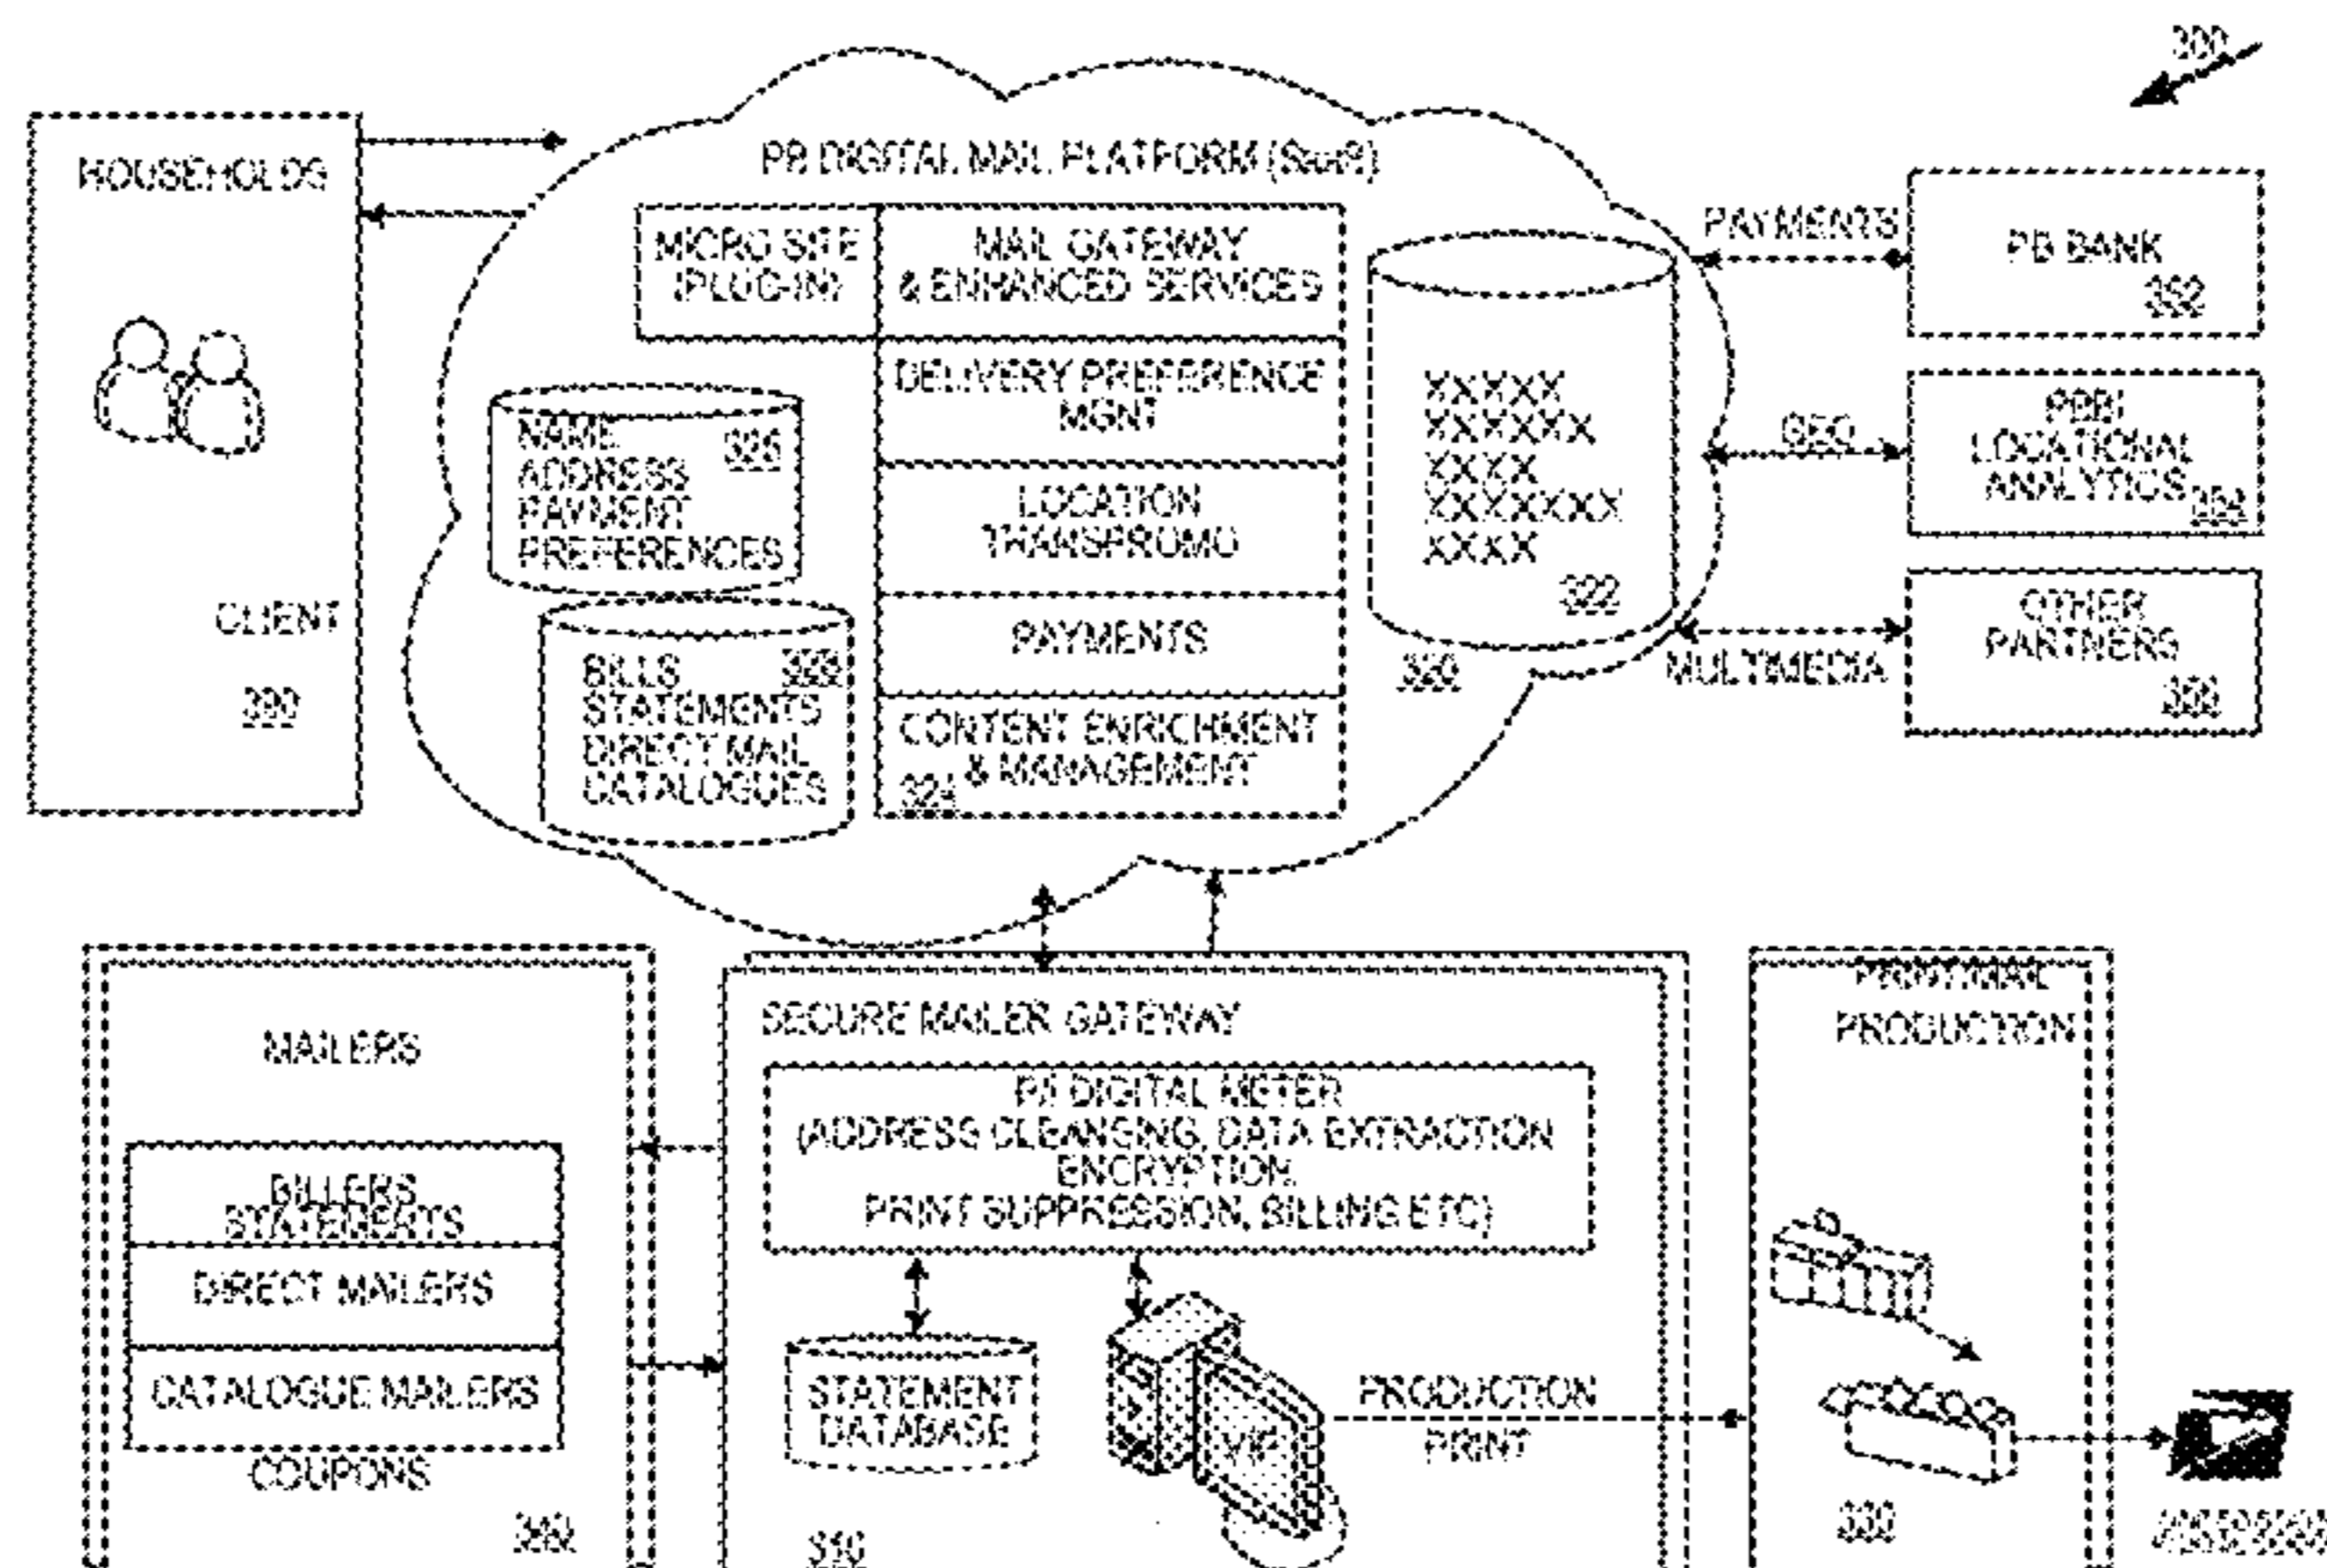 300
HOUSEHOLDS
CLIENT
390
PB DIGITAL MAIL PLATFORM
MICRO SITE
(PLUG-IN)
MAIL GATEWAY
& ENHANCED SERVICES
DELIVERY PREFERENCE
MGNT
LOCATION
TRANSPROMO
PAYMENTS
CONTENT ENRICHMENT
& MANAGEMENT
324
NAME
ADDRESS
PAYMENT
PREFERENCES
BILLS
STATEMENTS
DIRECT MAIL
CATALOGUES
XXXXX
XXXXXX
XXXX
XXXXXXX
XXXX
322
PAYMENTS
PB BANK
352
GEO
PBBI
LOCATIONAL
ANALYTICS
MULTIMEDIA
OTHER
PARTNERS
MAILERS
BILLERS
STATEMENTS
DIRECT MAILERS
CATALOGUE MAILERS
COUPONS
SECURE MAILER GATEWAY
PB DIGITAL METER
(ADDRESS CLEANSING, DATA EXTRACTION
ENCRYPTION,
PRINT SUPPRESSION, BILLING ETC)
STATEMENT
DATABASE
VIP
PRODUCTION
PRINT
310
PRINT/MAIL
PRODUCTION
330